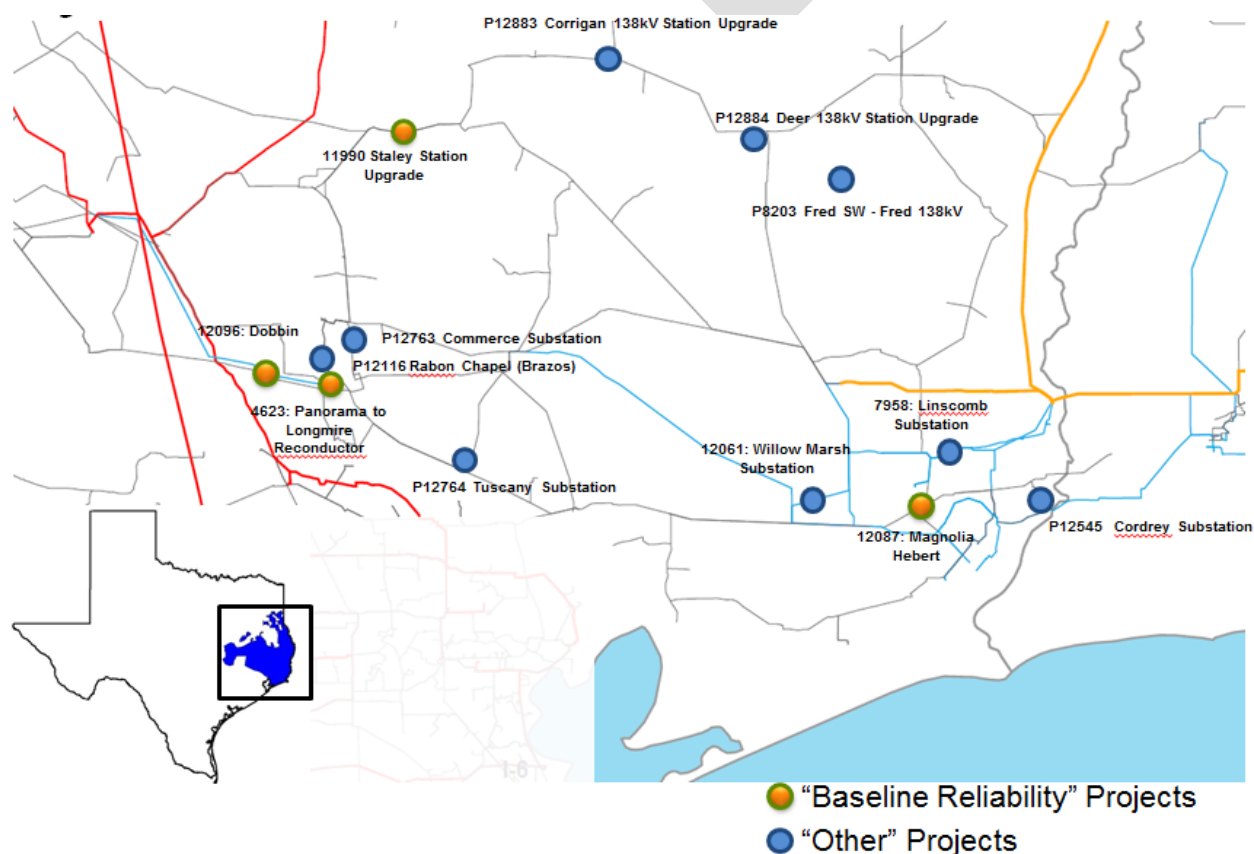 P12883 Corrigan 138kV Station Upgrade
P12884 Deer 138kV Station Upgrade
11990 Staley Station
Upgrade
P8203 Fred SW - Fred 138kV
12096: Dobbin
P12763 Commerce Substation
P12116 Rabon Chapel (Brazos)
4623: Panorama to
Longmire
Reconductor
7958: Linscomb
Substation
12061: Willow Marsh
Substation
P12764 Tuscany Substation
12087: Magnolia
Hebert
P12545 Cordrey Substation
I-6
"Baseline Reliability" Projects
"Other" Projects